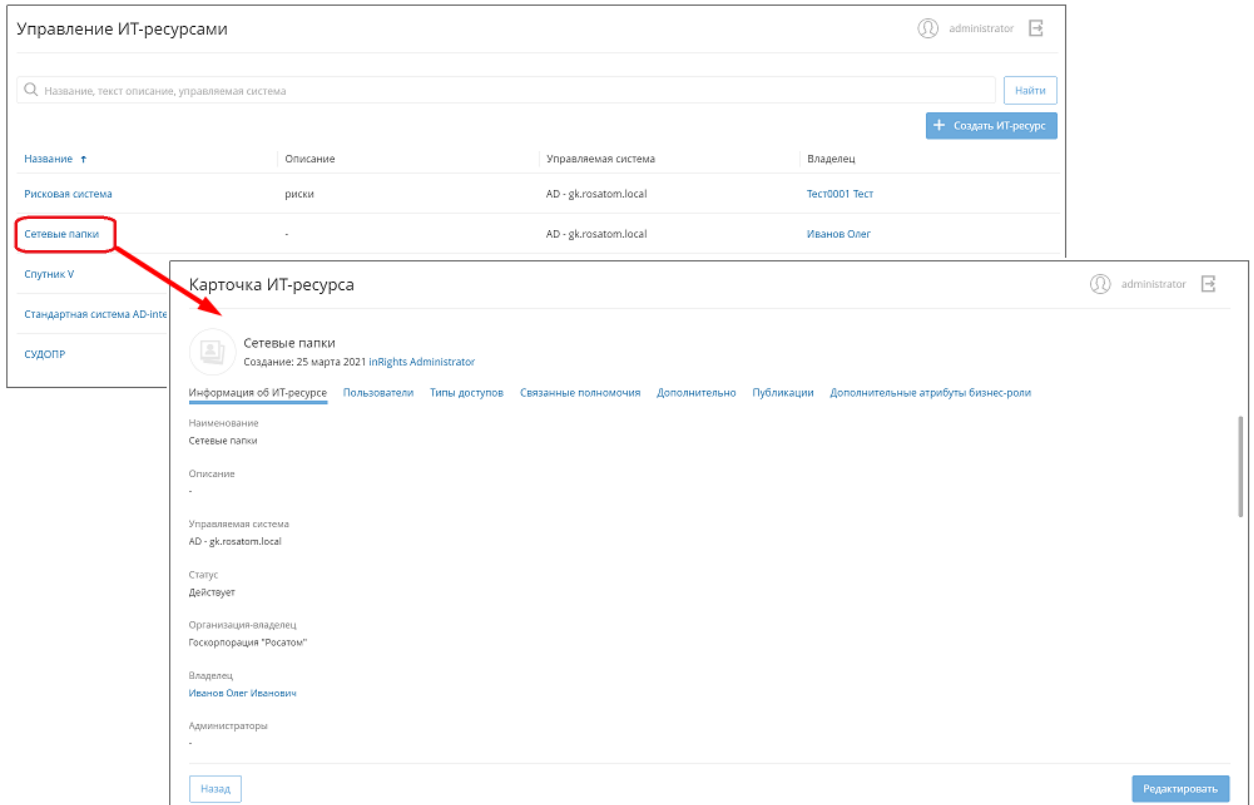 Управление ИТ-ресурсами
administrator
Название, текст описание, управляемая система
Найти
+ Создать ИТ-ресурс
Название ↑ Описание Управляемая система Владелец
Рисковая система риски AD - gk.rosatom.local Тест0001 Тест
Сетевые папки - AD - gk.rosatom.local Иванов Олег
Спутник V
Стандартная система AD-inte
СУДОПР
Карточка ИТ-ресурса
administrator
Сетевые папки
Создание: 25 марта 2021 inRights Administrator
Информация об ИТ-ресурсе Пользователи Типы доступов Связанные полномочия Дополнительно Публикации Дополнительные атрибуты бизнес-роли
Наименование
Сетевые папки
Описание
-
Управляемая система
AD - gk.rosatom.local
Статус
Действует
Организация-владелец
Госкорпорация "Росатом"
Владелец
Иванов Олег Иванович
Администраторы
-
Назад
Редактировать